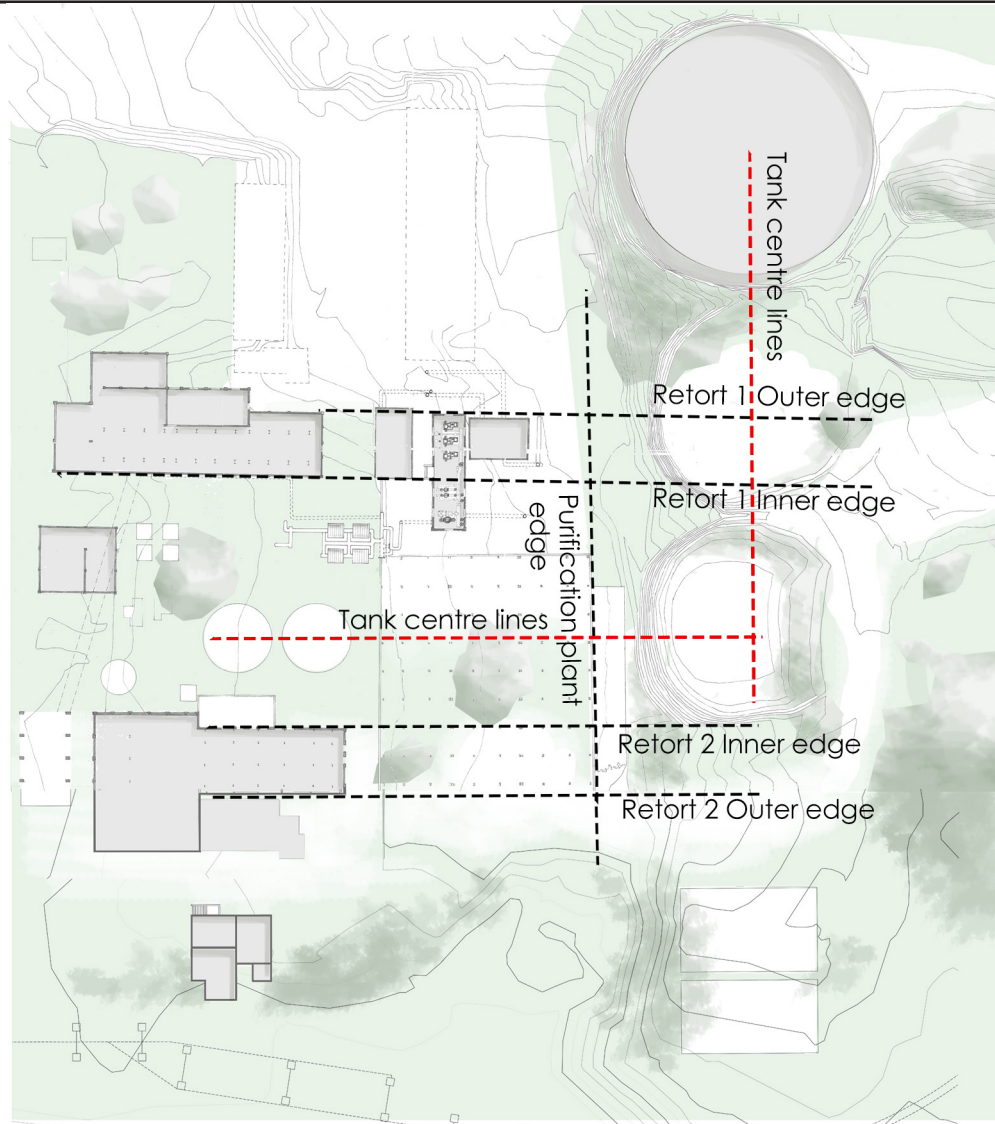 Tank centre lines
Retort 1 Outer edge
Retort 1 Inner edge
Purification plant
edge
Tank centre lines
Retort 2 Inner edge
Retort 2 Outer edge